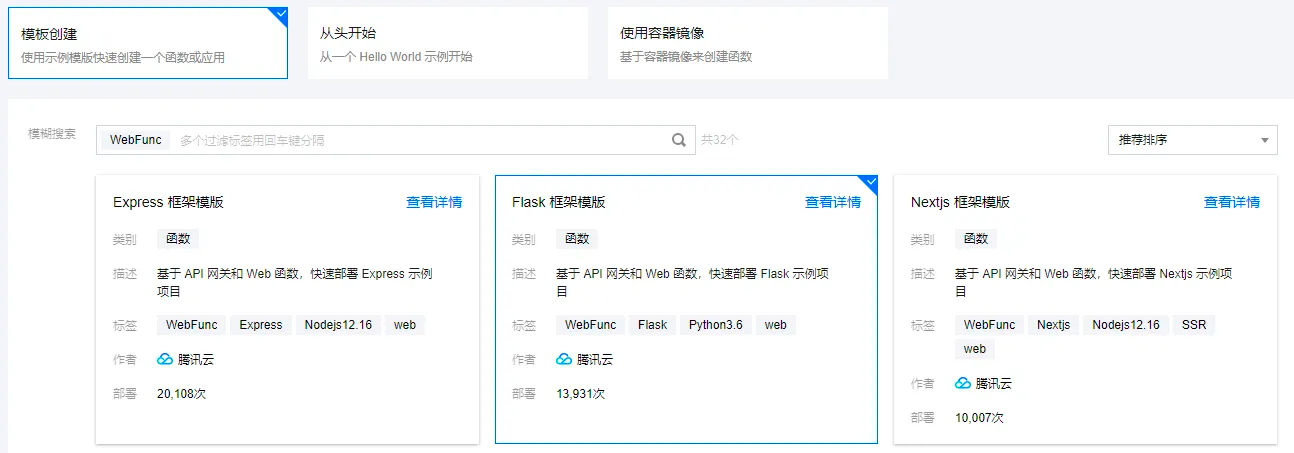 模板创建
使用示例模版快速创建一个函数或应用
从头开始
从一个 Hello World 示例开始
使用容器镜像
基于容器镜像来创建函数
模糊搜索
WebFunc 多个过滤标签用回车键分隔
共32个
推荐排序
Express 框架模版 查看详情
类别 函数
描述 基于 API 网关和 Web 函数，快速部署 Express 示例
项目
标签 WebFunc Express Nodejs12.16 web
作者 腾讯云
部署 20,108次
Flask 框架模版 查看详情
类别 函数
描述 基于 API 网关和 Web 函数，快速部署 Flask 示例项
目
标签 WebFunc Flask Python3.6 web
作者 腾讯云
部署 13,931次
Nextjs 框架模版 查看详情
类别 函数
描述 基于 API 网关和 Web 函数，快速部署 Nextjs 示例项
目
标签 WebFunc Nextjs Nodejs12.16 SSR
web
作者 腾讯云
部署 10,007次